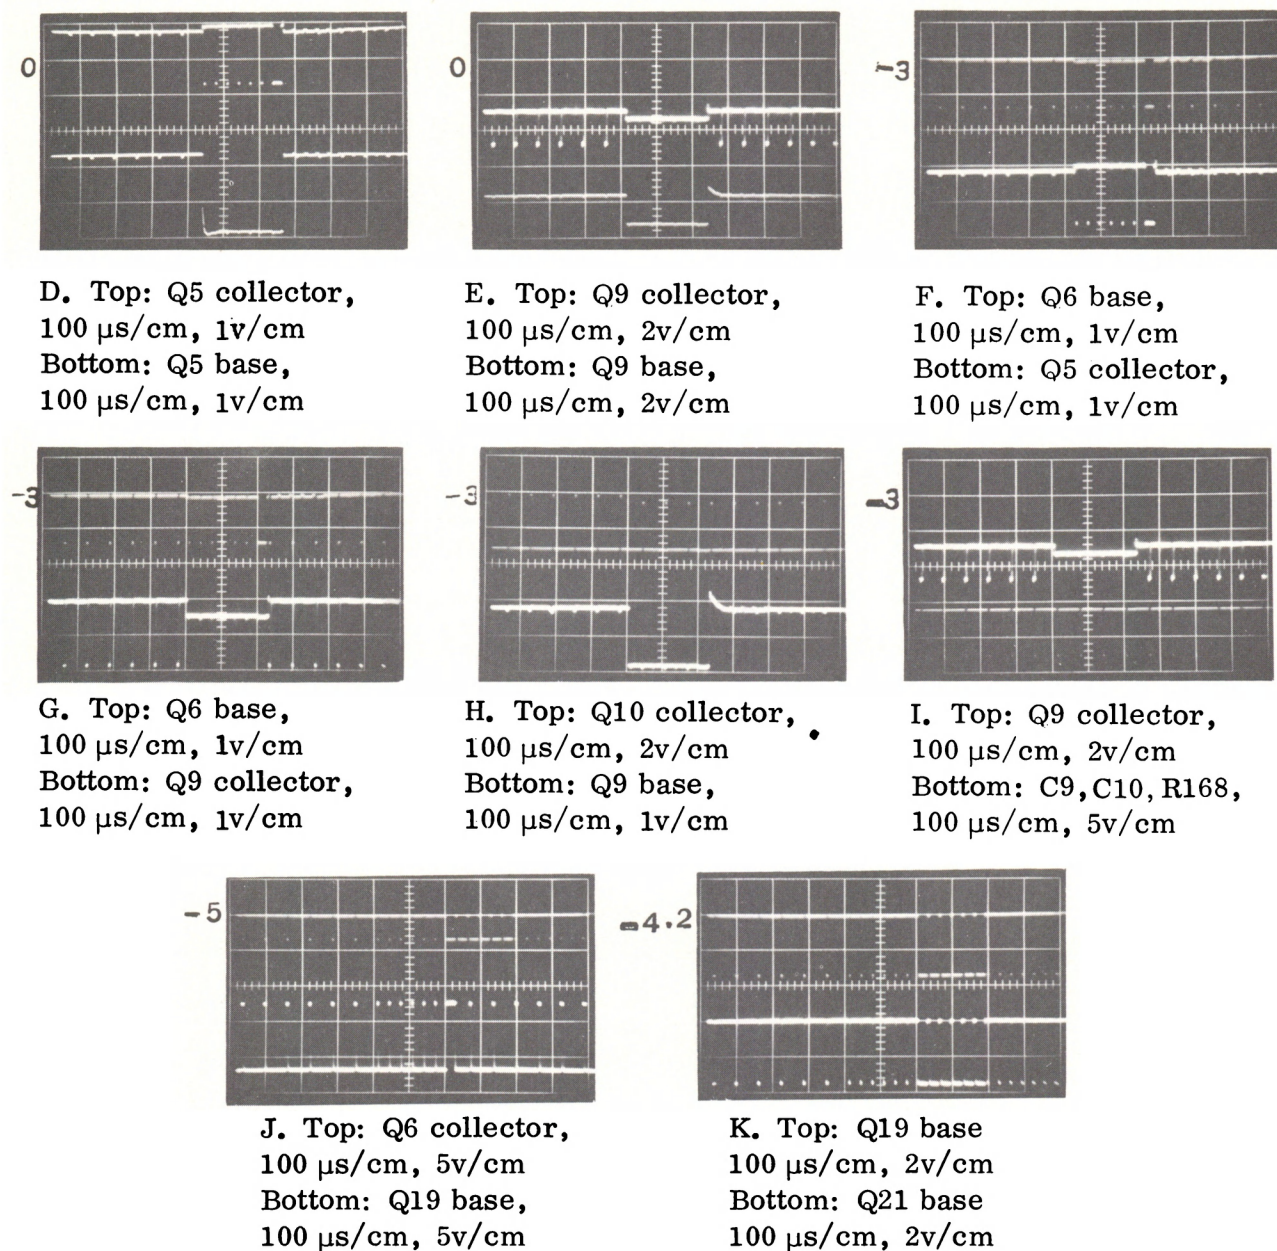 0
0
-3
D. Top: Q5 collector,
100 μs/cm, 1v/cm
Bottom: Q5 base,
100 μs/cm, 1v/cm
E. Top: Q9 collector,
100 μs/cm, 2v/cm
Bottom: Q9 base,
100 μs/cm, 2v/cm
F. Top: Q6 base,
100 μs/cm, 1v/cm
Bottom: Q5 collector,
100 μs/cm, 1v/cm
-3
-3
-3
G. Top: Q6 base,
100 μs/cm, 1v/cm
Bottom: Q9 collector,
100 μs/cm, 1v/cm
H. Top: Q10 collector,
100 μs/cm, 2v/cm
Bottom: Q9 base,
100 μs/cm, 1v/cm
I. Top: Q9 collector,
100 μs/cm, 2v/cm
Bottom: C9, C10, R168,
100 μs/cm, 5v/cm
-5
-4.2
J. Top: Q6 collector,
100 μs/cm, 5v/cm
Bottom: Q19 base,
100 μs/cm, 5v/cm
K. Top: Q19 base
100 μs/cm, 2v/cm
Bottom: Q21 base
100 μs/cm, 2v/cm